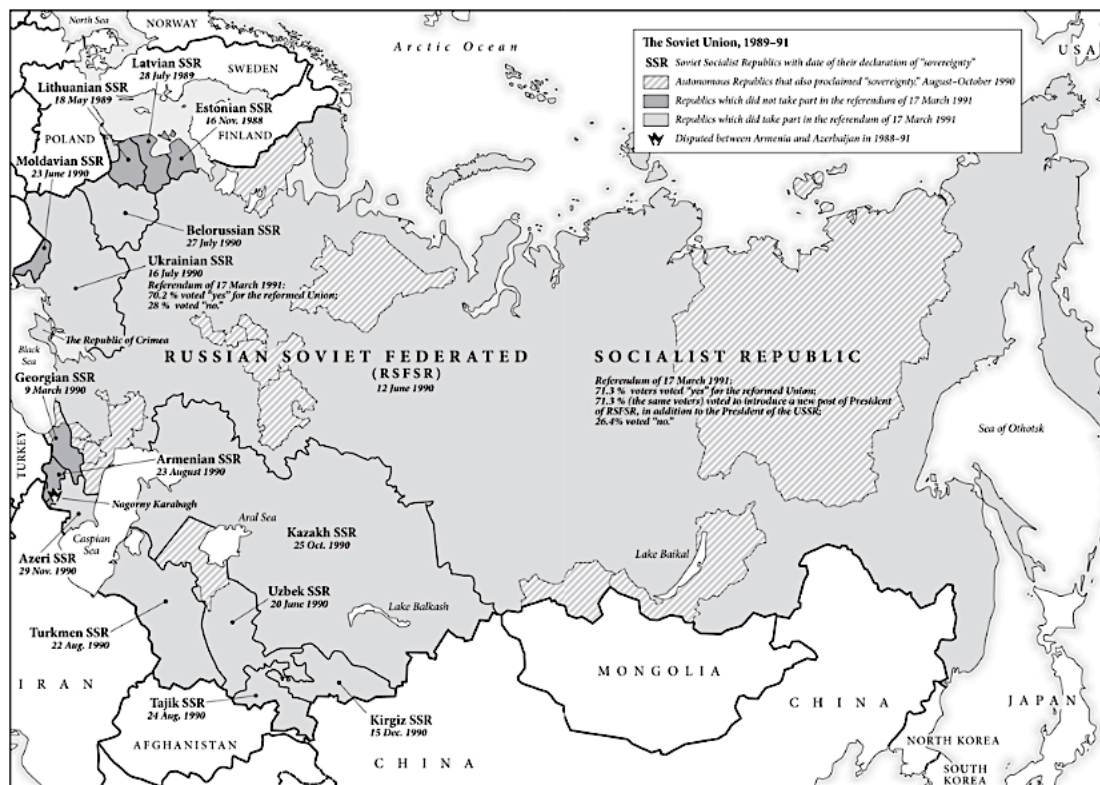 The Soviet Union, 1989–91
SSR Soviet Socialist Republics with date of their declaration of "sovereignty"
Autonomous Republics that also proclaimed "sovereignty," August–October 1990
Republics which did not take part in the referendum of 17 March 1991
Republics which did take part in the referendum of 17 March 1991
Disputed between Armenia and Azerbaijan in 1988–91
North Sea
NORWAY
Arctic Ocean
USA
SWEDEN
Latvian SSR
28 July 1989
Lithuanian SSR
18 May 1989
Estonian SSR
16 Nov. 1988
FINLAND
POLAND
Moldavian SSR
23 June 1990
Belorussian SSR
27 July 1990
Ukrainian SSR
16 July 1990
Referendum of 17 March 1991:
70.2 % voted "yes" for the reformed Union;
28 % voted "no."
The Republic of Crimea
Black
Sea
RUSSIAN SOVIET FEDERATED SOCIALIST REPUBLIC
(RSFSR)
12 June 1990
Referendum of 17 March 1991:
71.3 % voters voted "yes" for the reformed Union;
71.3 % (the same voters) voted to introduce a new post of President
of RSFSR, in addition to the President of the USSR;
26.4% voted "no."
Georgian SSR
9 March 1990
TURKEY
Armenian SSR
23 August 1990
Nagorny Karabagh
Caspian
Sea
Azeri SSR
29 Nov. 1990
Aral Sea
Kazakh SSR
25 Oct. 1990
Sea of Othotsk
Lake Baikal
Uzbek SSR
20 June 1990
Lake Balkash
Turkmen SSR
22 Aug. 1990
IRAN
Tajik SSR
24 Aug. 1990
Kirgiz SSR
15 Dec. 1990
AFGHANISTAN
CHINA
MONGOLIA
CHINA
JAPAN
NORTH KOREA
SOUTH
KOREA